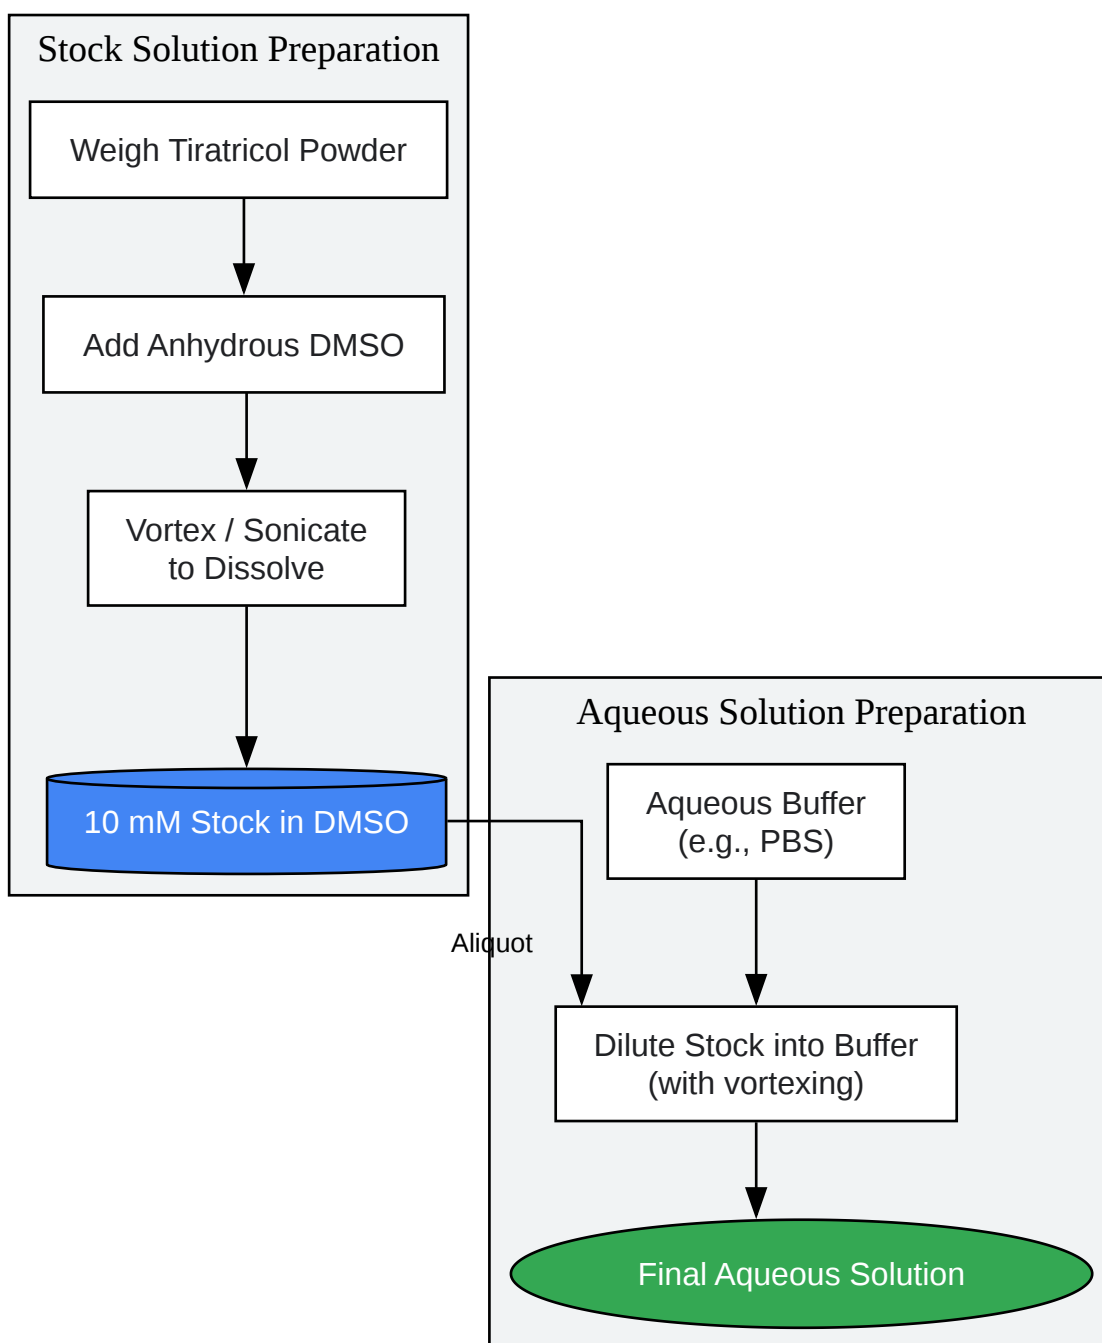 Stock Solution Preparation
Weigh Tiratricol Powder
Add Anhydrous DMSO
Vortex / Sonicate
to Dissolve
10 mM Stock in DMSO
Aliquot
Aqueous Solution Preparation
Aqueous Buffer
(e.g., PBS)
Dilute Stock into Buffer
(with vortexing)
Final Aqueous Solution